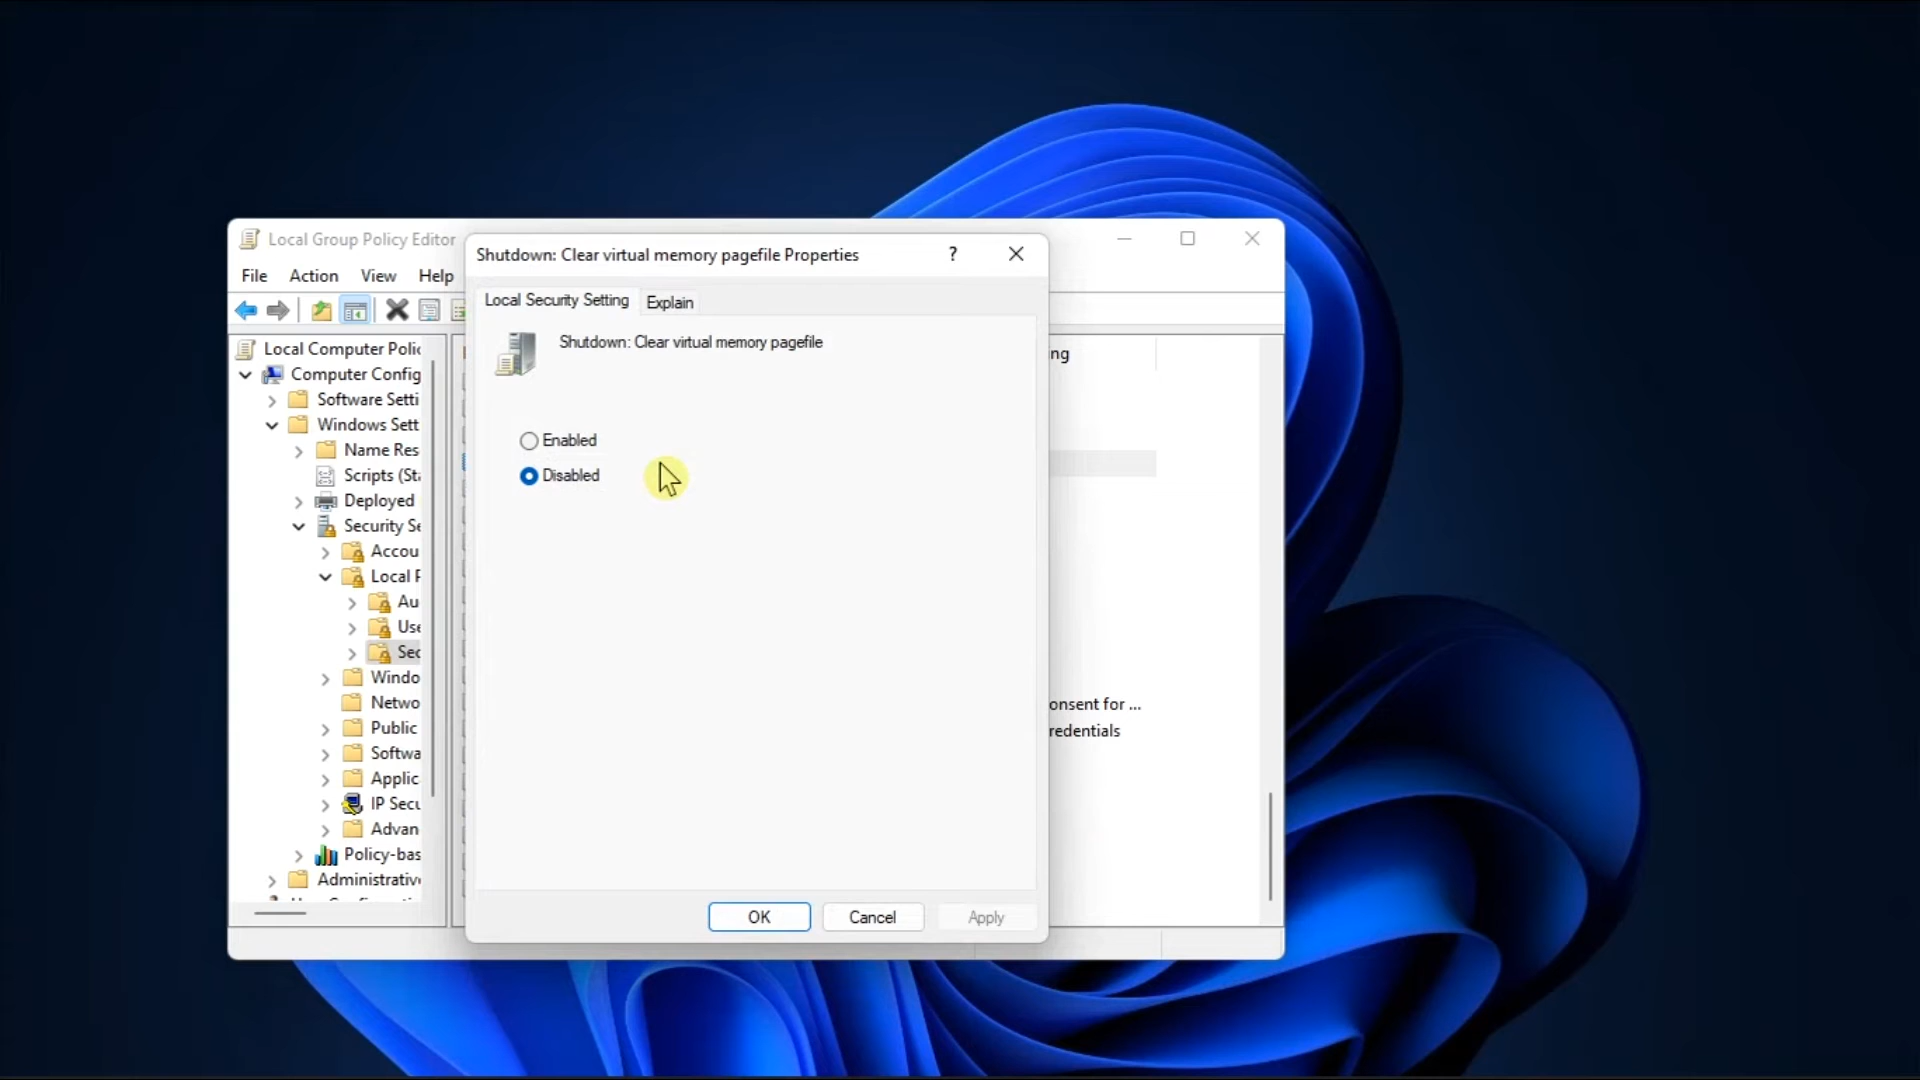 Local Group Policy Editor
File Action View Help
Shutdown: Clear virtual memory pagefile Properties
?
Local Security Setting
Explain
Shutdown: Clear virtual memory pagefile
Enabled
Disabled
OK
Cancel
Apply
Local Computer Polic
Computer Config
Software Setti
Windows Sett
Name Res
Scripts (Sta
Deployed
Security Se
Accou
Local P
Au
Use
Sec
Windo
Netwo
Public
Softwa
Applic
IP Secu
Advan
Policy-bas
Administrativ
ng
onsent for ...
redentials